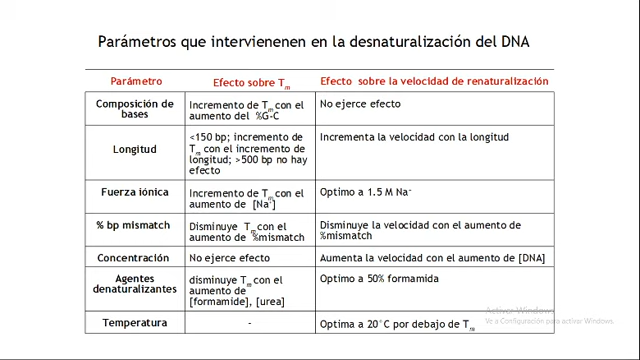 Parámetros que intervienenen en la desnaturalización del DNA
Parámetro
Efecto sobre Tm
Efecto sobre la velocidad de renaturalización
Composición de
bases
Incremento de Tm con el
aumento del %G-C
No ejerce efecto
Longitud
<150 bp; incremento de
Tm con el incremento de
longitud; >500 bp no hay
efecto
Incrementa la velocidad con la longitud
Fuerza iónica
Incremento de Tm con el
aumento de [Na+]
Optimo a 1.5 M Na+
% bp mismatch
Disminuye Tm con el
aumento de %mismatch
Disminuye la velocidad con el aumento de
%mismatch
Concentración
No ejerce efecto
Aumenta la velocidad con el aumento de [DNA]
Agentes
denaturalizantes
disminuye Tm con el
aumento de
[formamide], [urea]
Optimo a 50% formamida
Temperatura
-
Optima a 20°C por debajo de Tm
Activar Windows
Ve a Configuración para activar Windows.